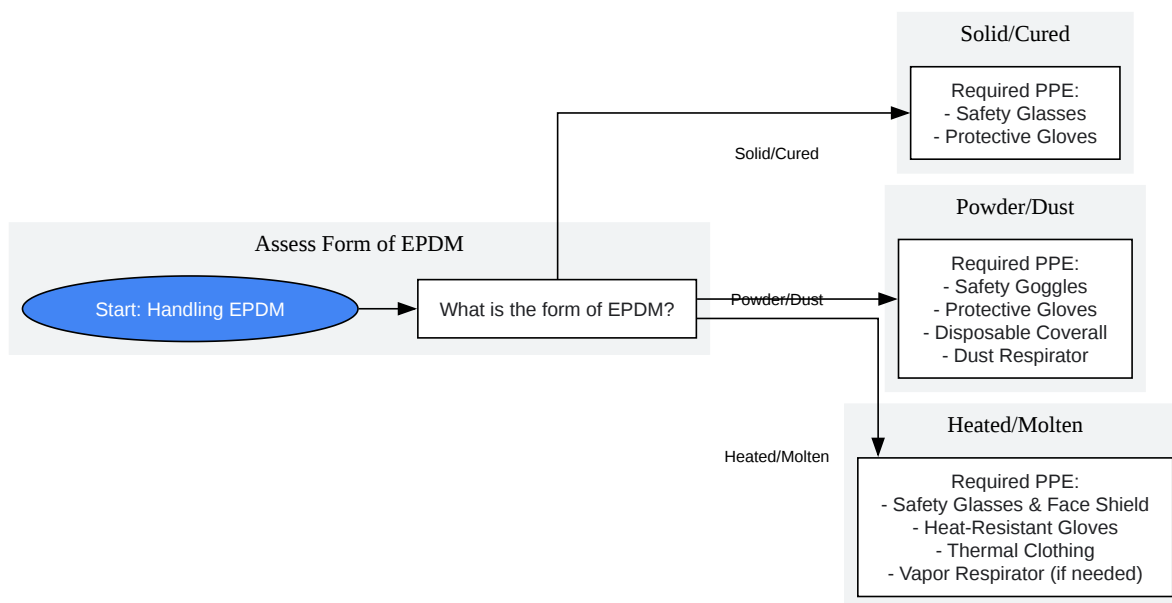 Solid/Cured
Required PPE:
- Safety Glasses
- Protective Gloves
Solid/Cured
Powder/Dust
Assess Form of EPDM
Start: Handling EPDM
What is the form of EPDM?
Powder/Dust
Required PPE:
- Safety Goggles
- Protective Gloves
- Disposable Coverall
- Dust Respirator
Heated/Molten
Heated/Molten
Required PPE:
- Safety Glasses & Face Shield
- Heat-Resistant Gloves
- Thermal Clothing
- Vapor Respirator (if needed)